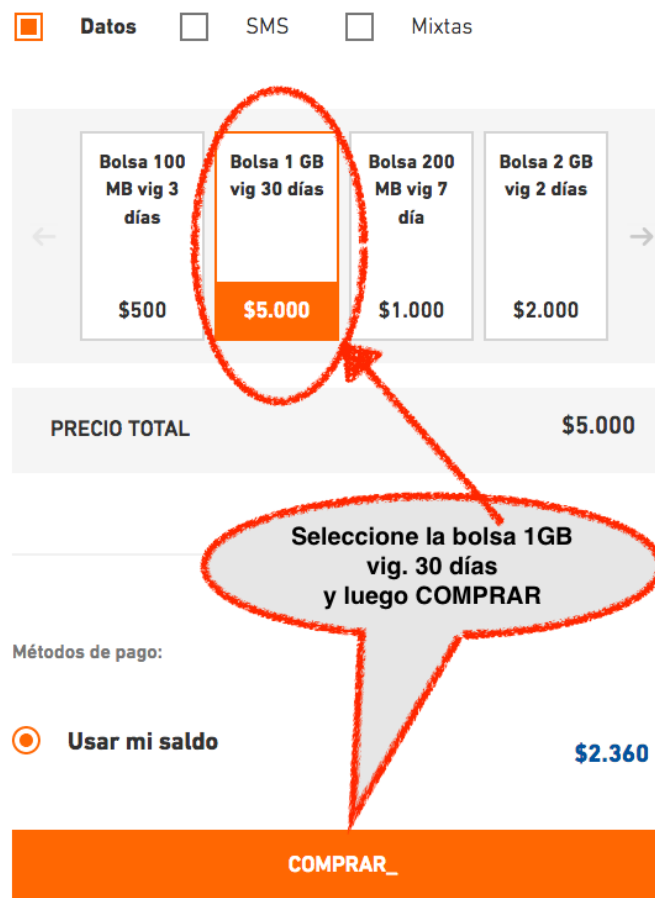 Datos SMS Mixtas
Bolsa 100
MB vig 3
días
$500
Bolsa 1 GB
vig 30 días
$5.000
Bolsa 200
MB vig 7
día
$1.000
Bolsa 2 GB
vig 2 días
$2.000
PRECIO TOTAL $5.000
Seleccione la bolsa 1GB
vig. 30 días
y luego COMPRAR
Métodos de pago:
Usar mi saldo $2.360
COMPRAR_